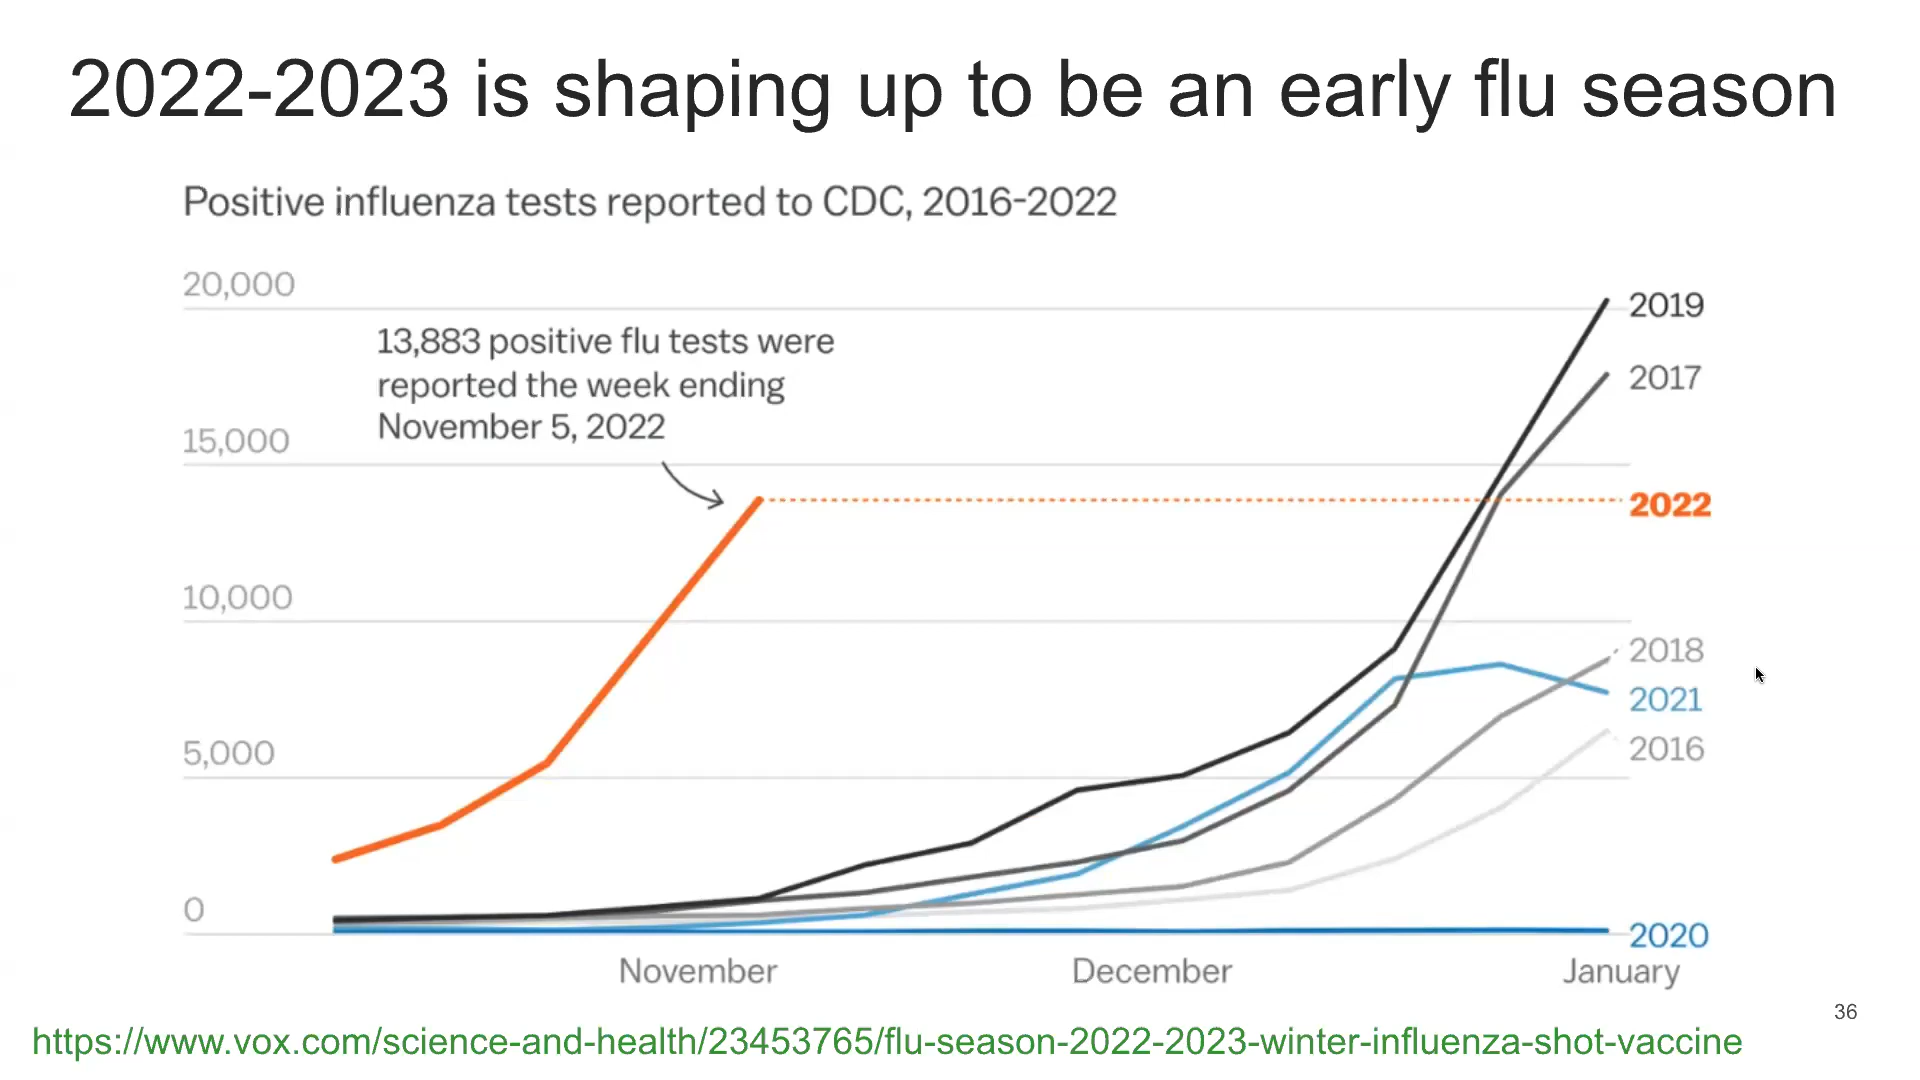 2022-2023 is shaping up to be an early flu season
Positive influenza tests reported to CDC, 2016-2022
20,000
2019
13,883 positive flu tests were
reported the week ending
November 5, 2022
2017
15,000
2022
10,000
2018
2021
5,000
2016
0
2020
November
December
January
36
https://www.vox.com/science-and-health/23453765/flu-season-2022-2023-winter-influenza-shot-vaccine